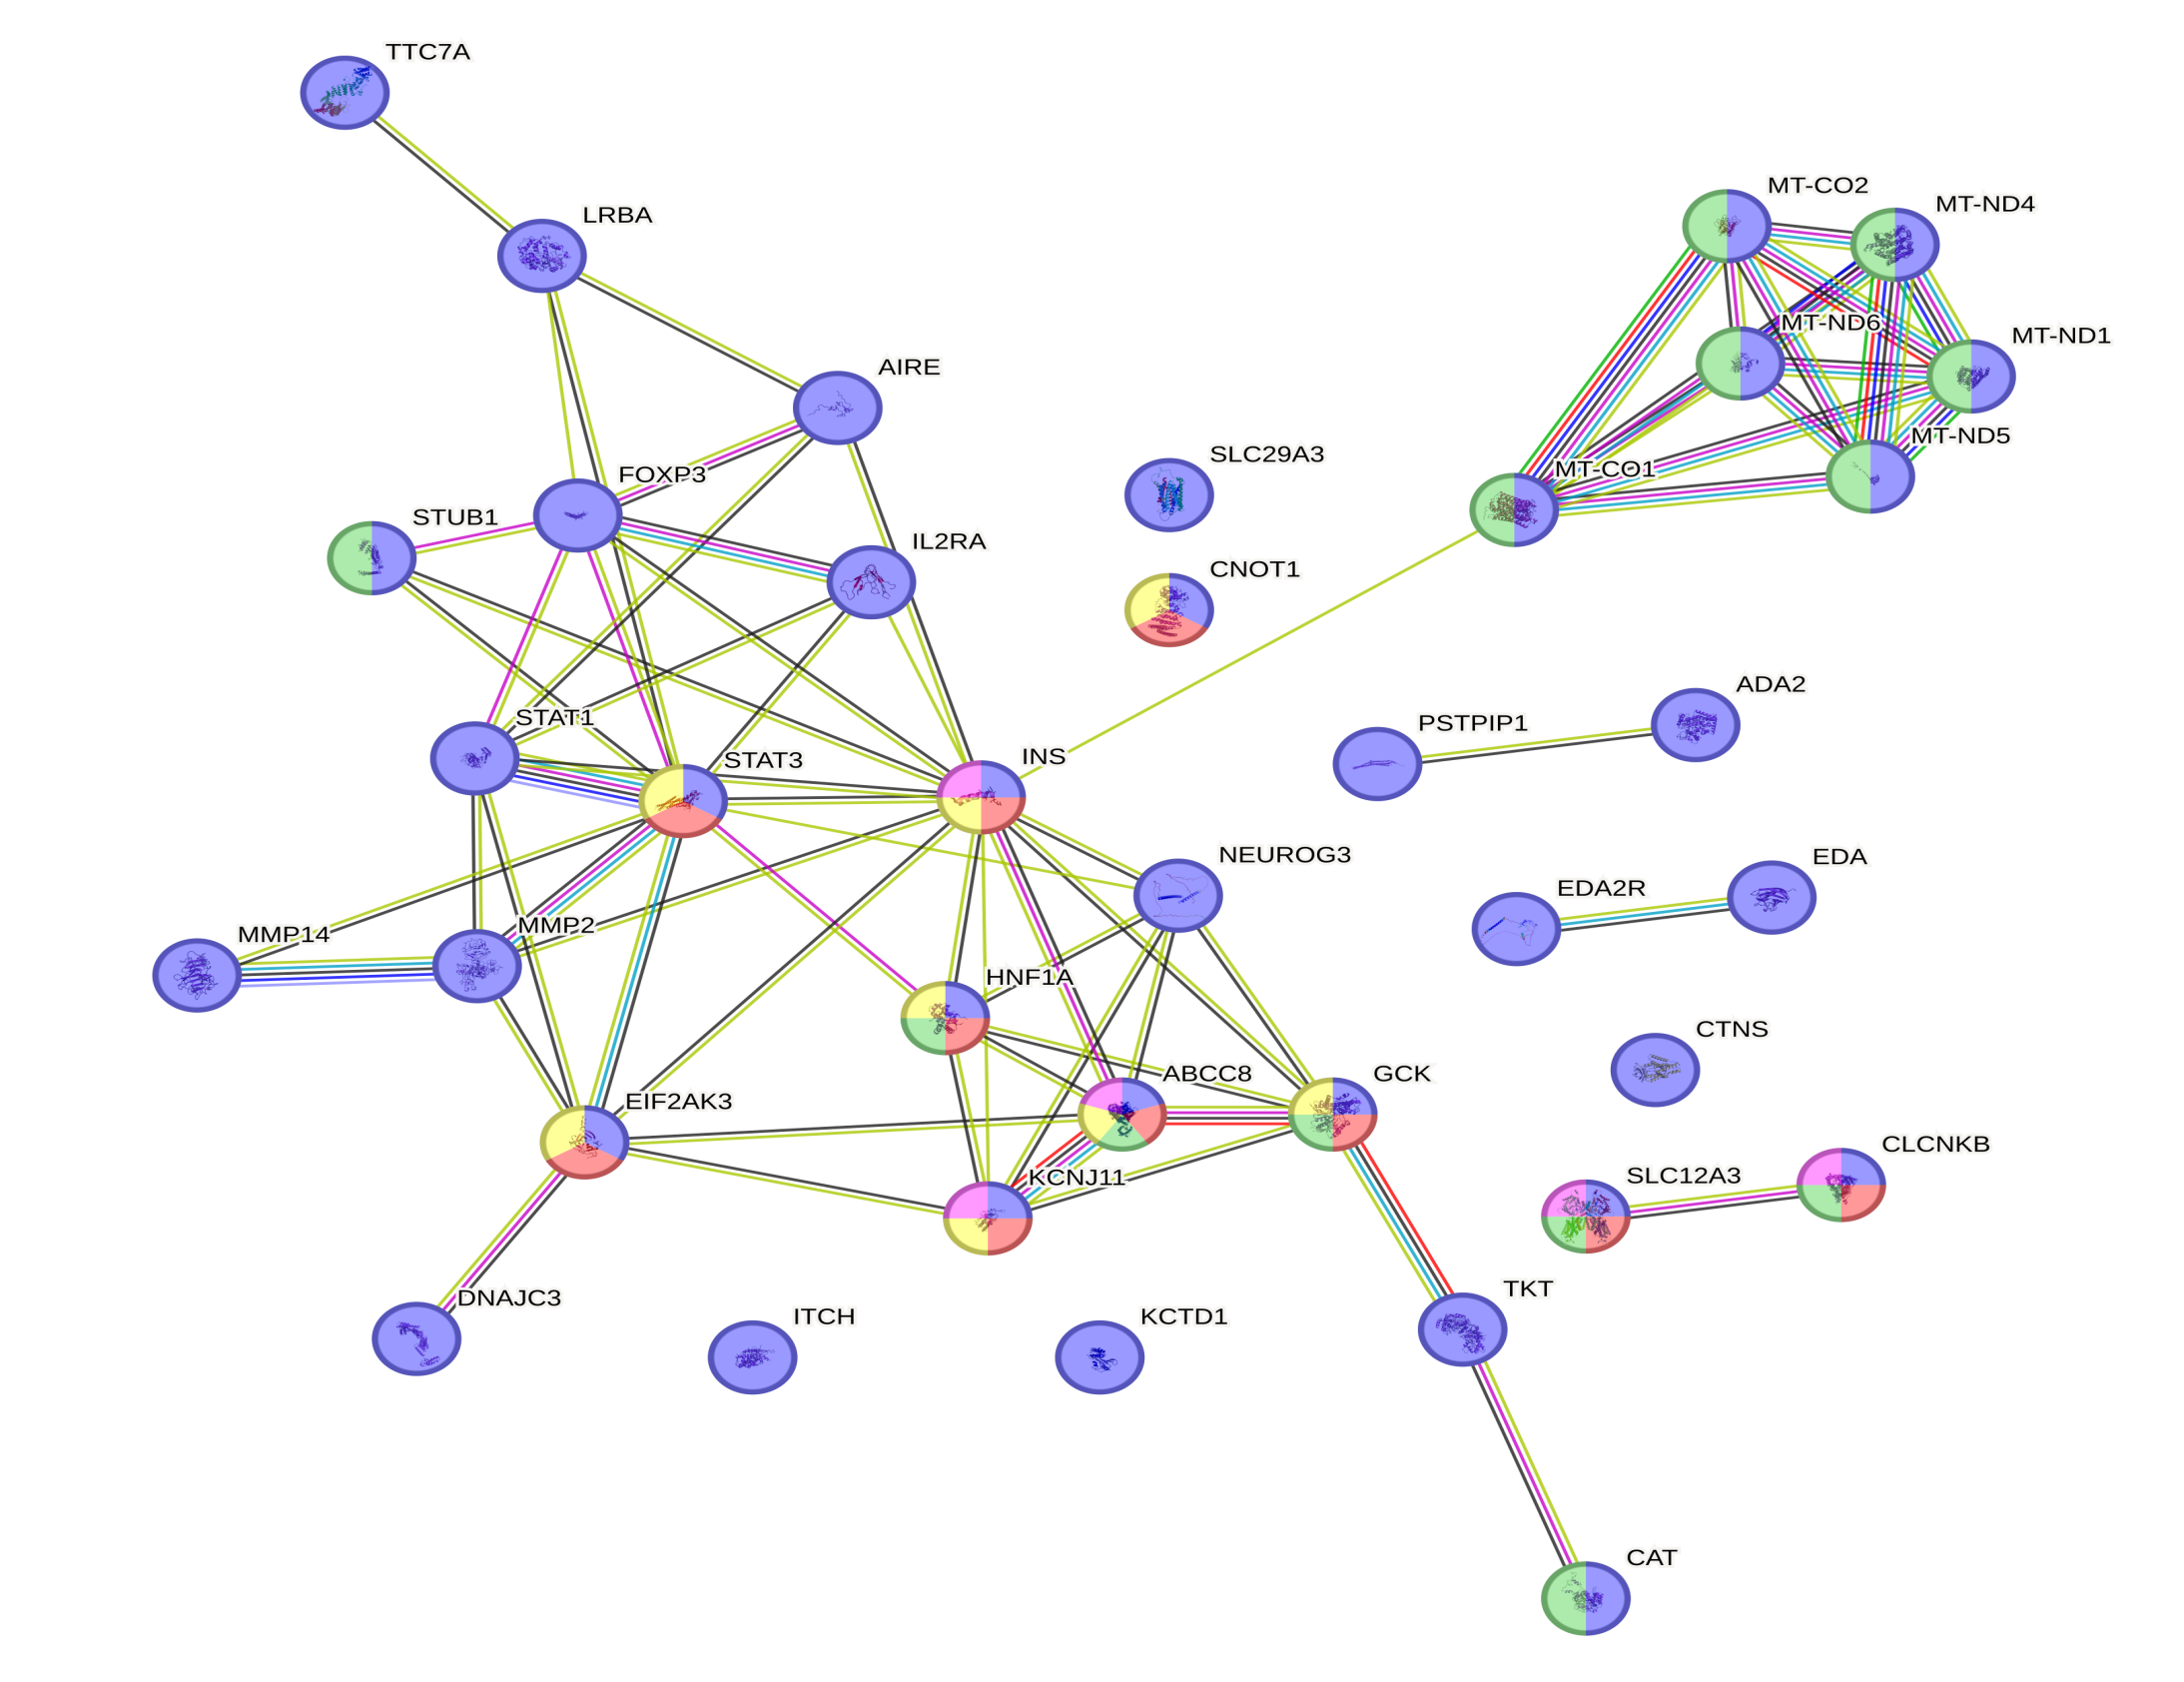 TTC7A
MT-CO2
MT-ND4
LRBA
MT-ND6
MT-ND1
AIRE
MT-ND5
SLC29A3
MT-CO1
FOXP3
STUB1
IL2RA
CNOT1
ADA2
STAT1
PSTPIP1
STAT3
INS
NEUROG3
EDA
EDA2R
MMP2
MMP14
HNF1A
CTNS
ABCC8
GCK
EIF2AK3
CLCNKB
KCNJ11
SLC12A3
TKT
DNAJC3
ITCH
KCTD1
CAT